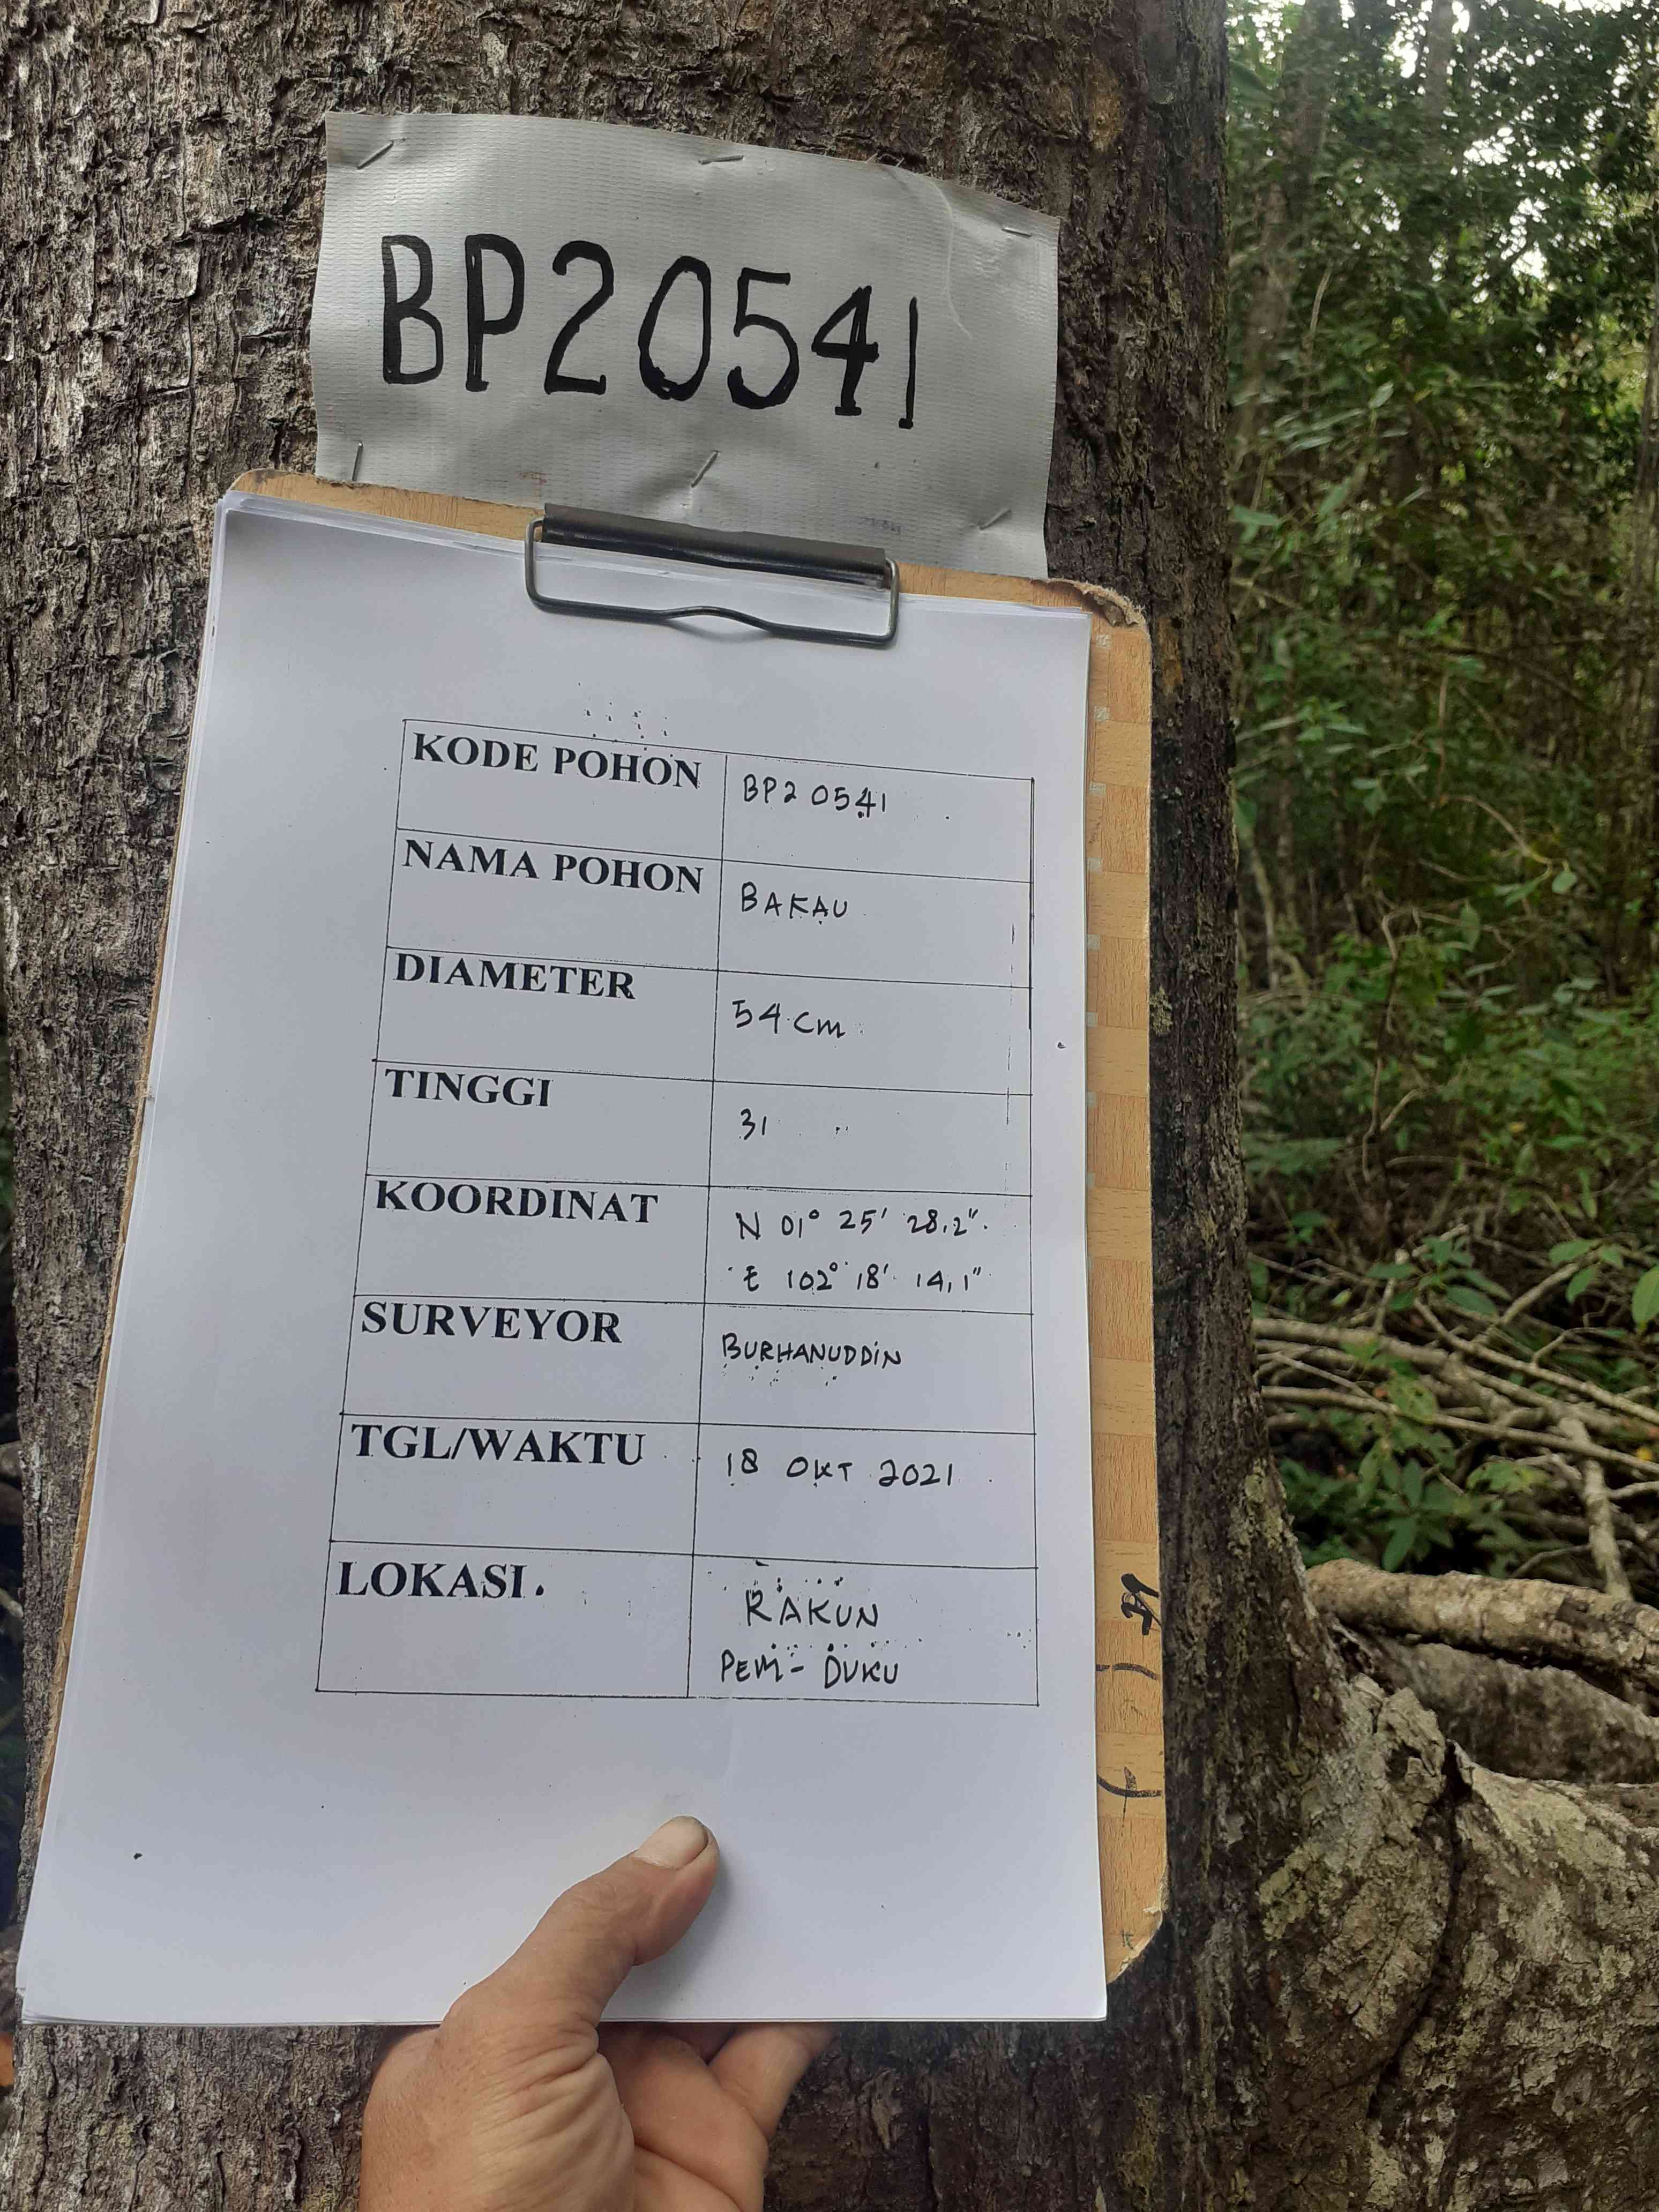 BP20541
KODE POHON BP20541
NAMA POHON BAKAU
DIAMETER 54 cm
TINGGI 31
KOORDINAT N 01° 25' 28,2"
E 102° 18' 14,1"
SURVEYOR BURHANUDDiN
TGL/WAKTU 18 OKT 2021
LOKASI. RAKUN
PEM - DUKU